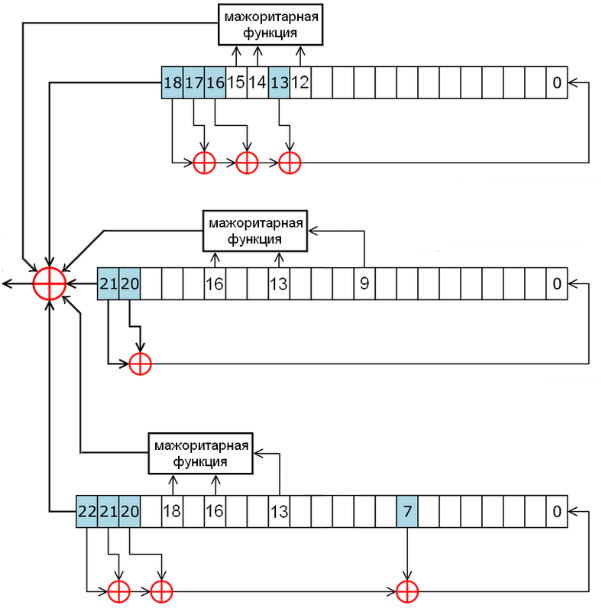 мажоритарная
функция
18 17 16 15 14 13 12 0
мажоритарная
функция
21 20 16 13 9 0
мажоритарная
функция
22 21 20 18 16 13 7 0